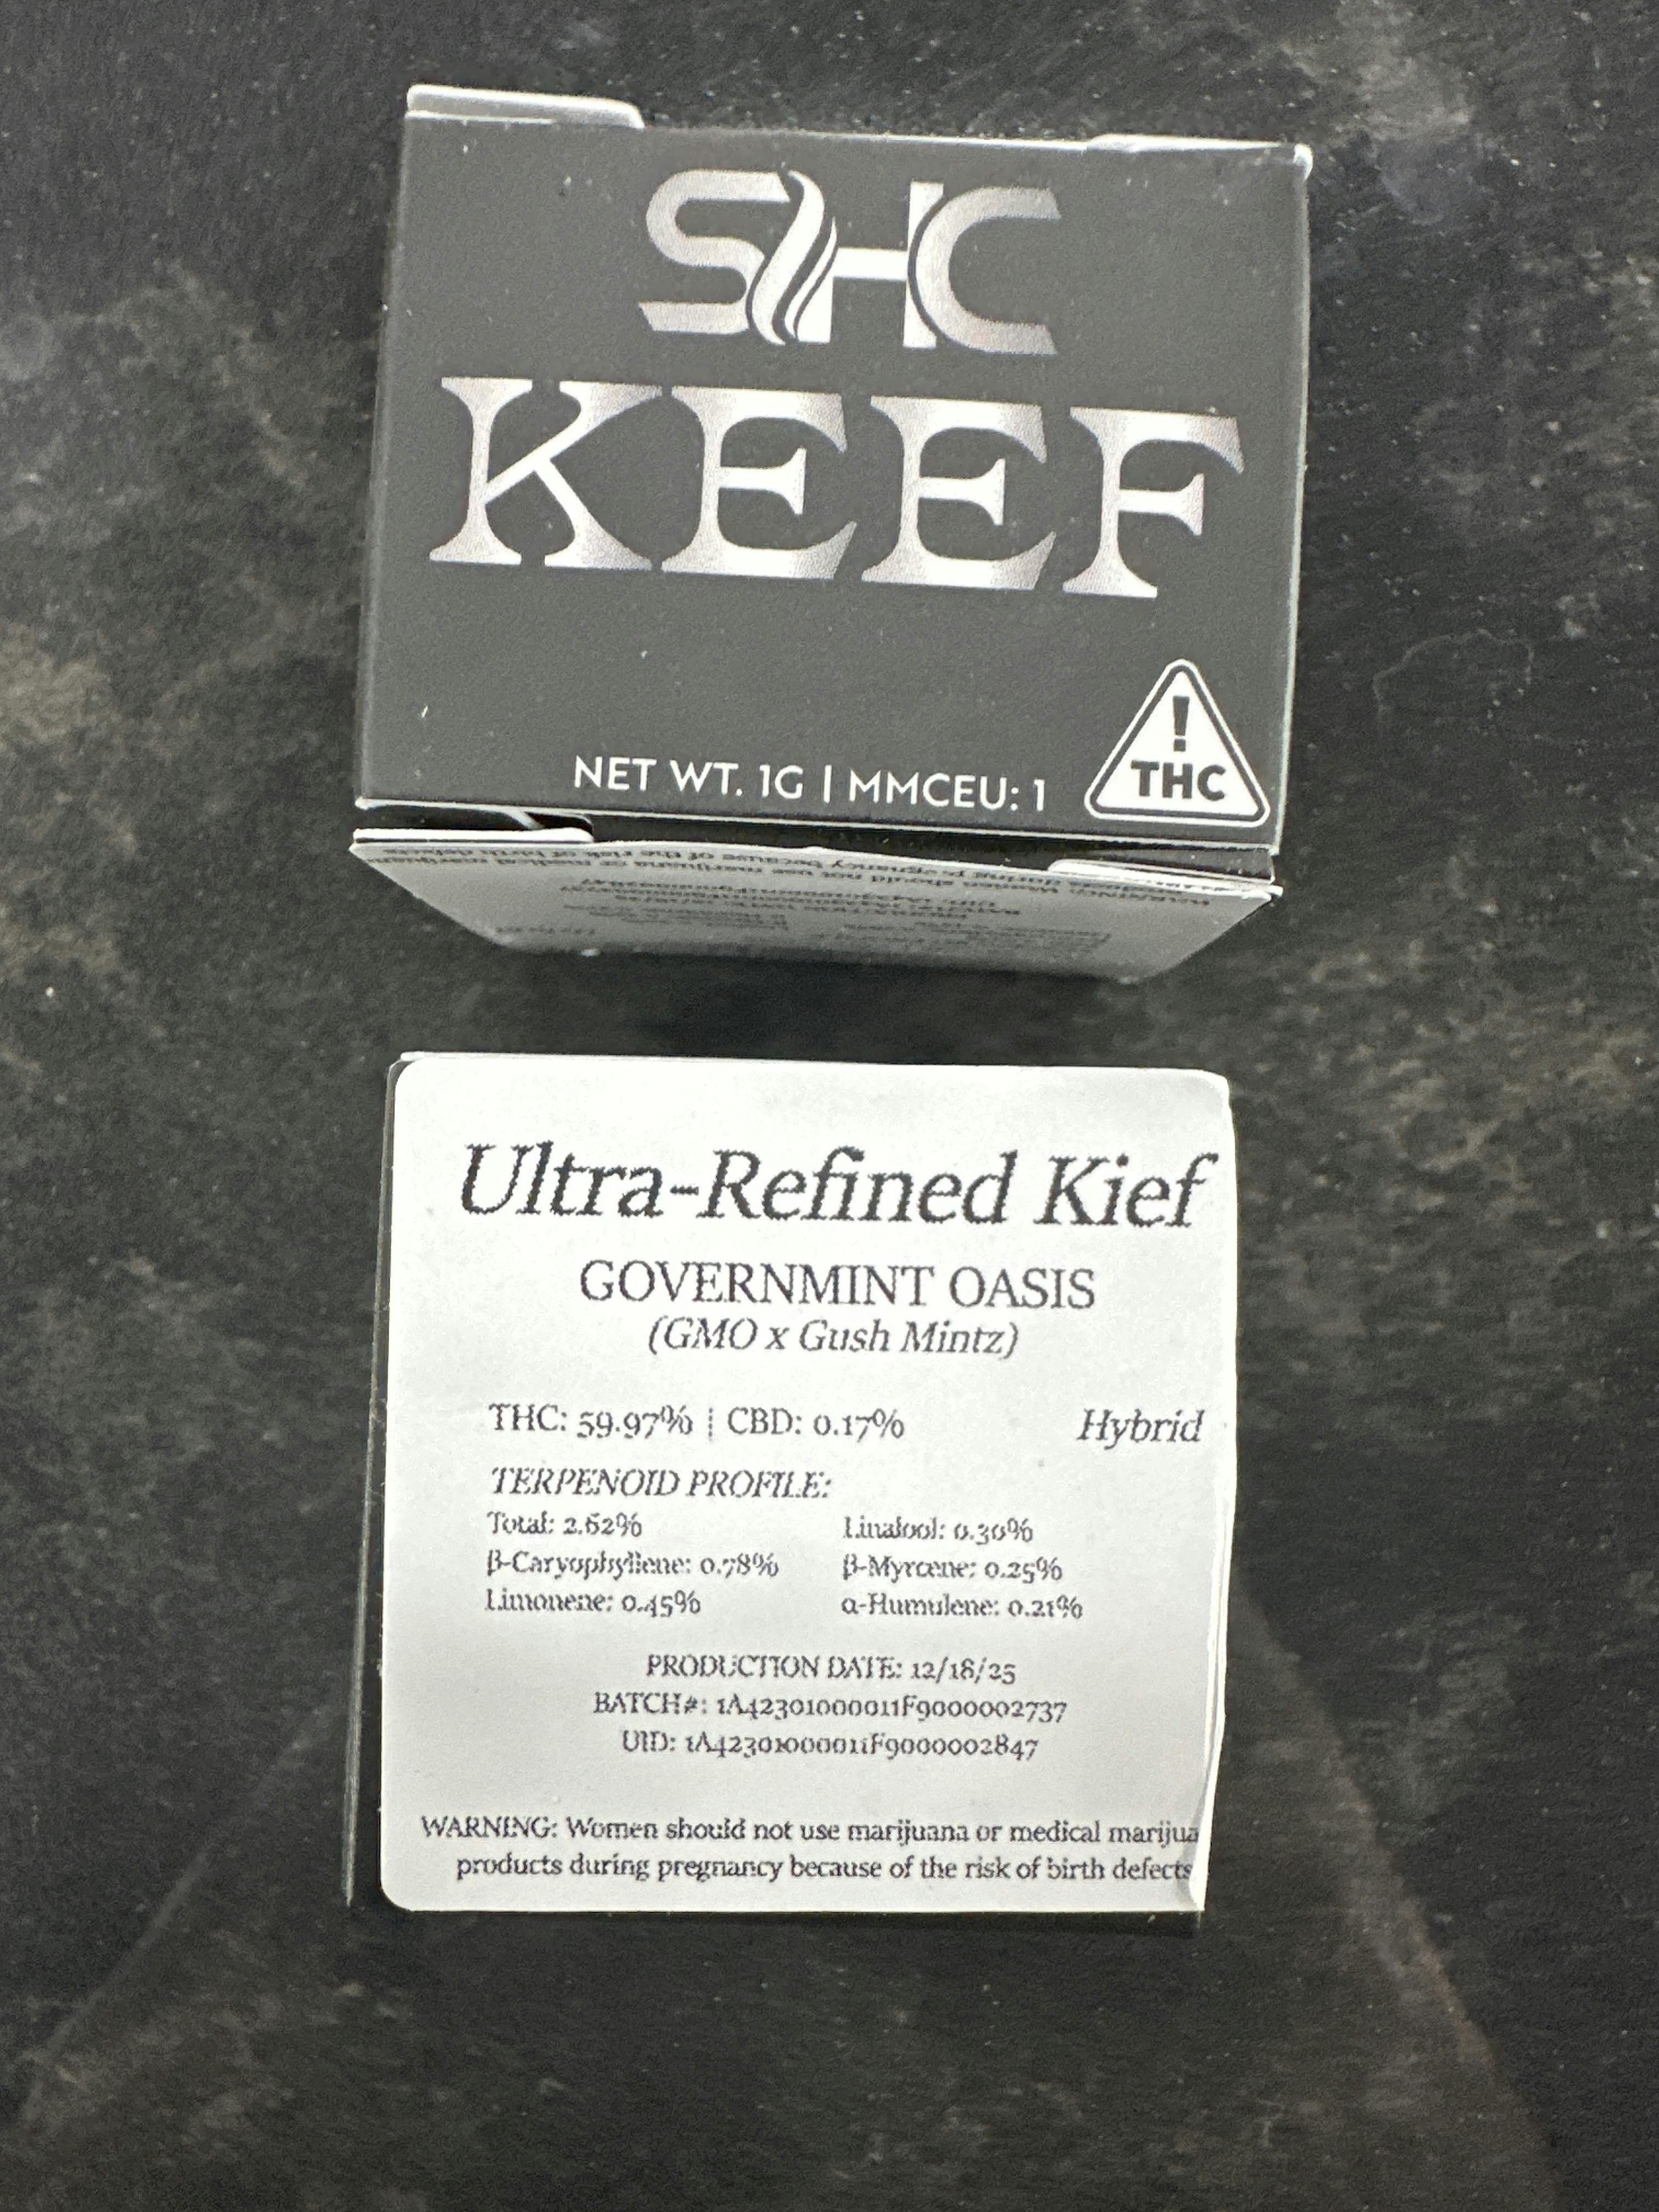 SHC
KEEF
NET WT. 1G | MMCEU: 1
!
THC
Ultra-Refined Kief
GOVERNMINT OASIS
(GMO x Gush Mintz)
THC: 59.97% | CBD: 0.17%
Hybrid
TERPENOID PROFILE:
Total: 2.62%
Linalool: 0.30%
β-Caryophyllene: 0.78%
β-Myrcene: 0.25%
Limonene: 0.45%
α-Humulene: 0.21%
PRODUCTION DATE: 12/18/25
BATCH#: 1A42301000011F9000002737
UID: 1A42301000011F9000002847
WARNING: Women should not use marijuana or medical marijua
products during pregnancy because of the risk of birth defects